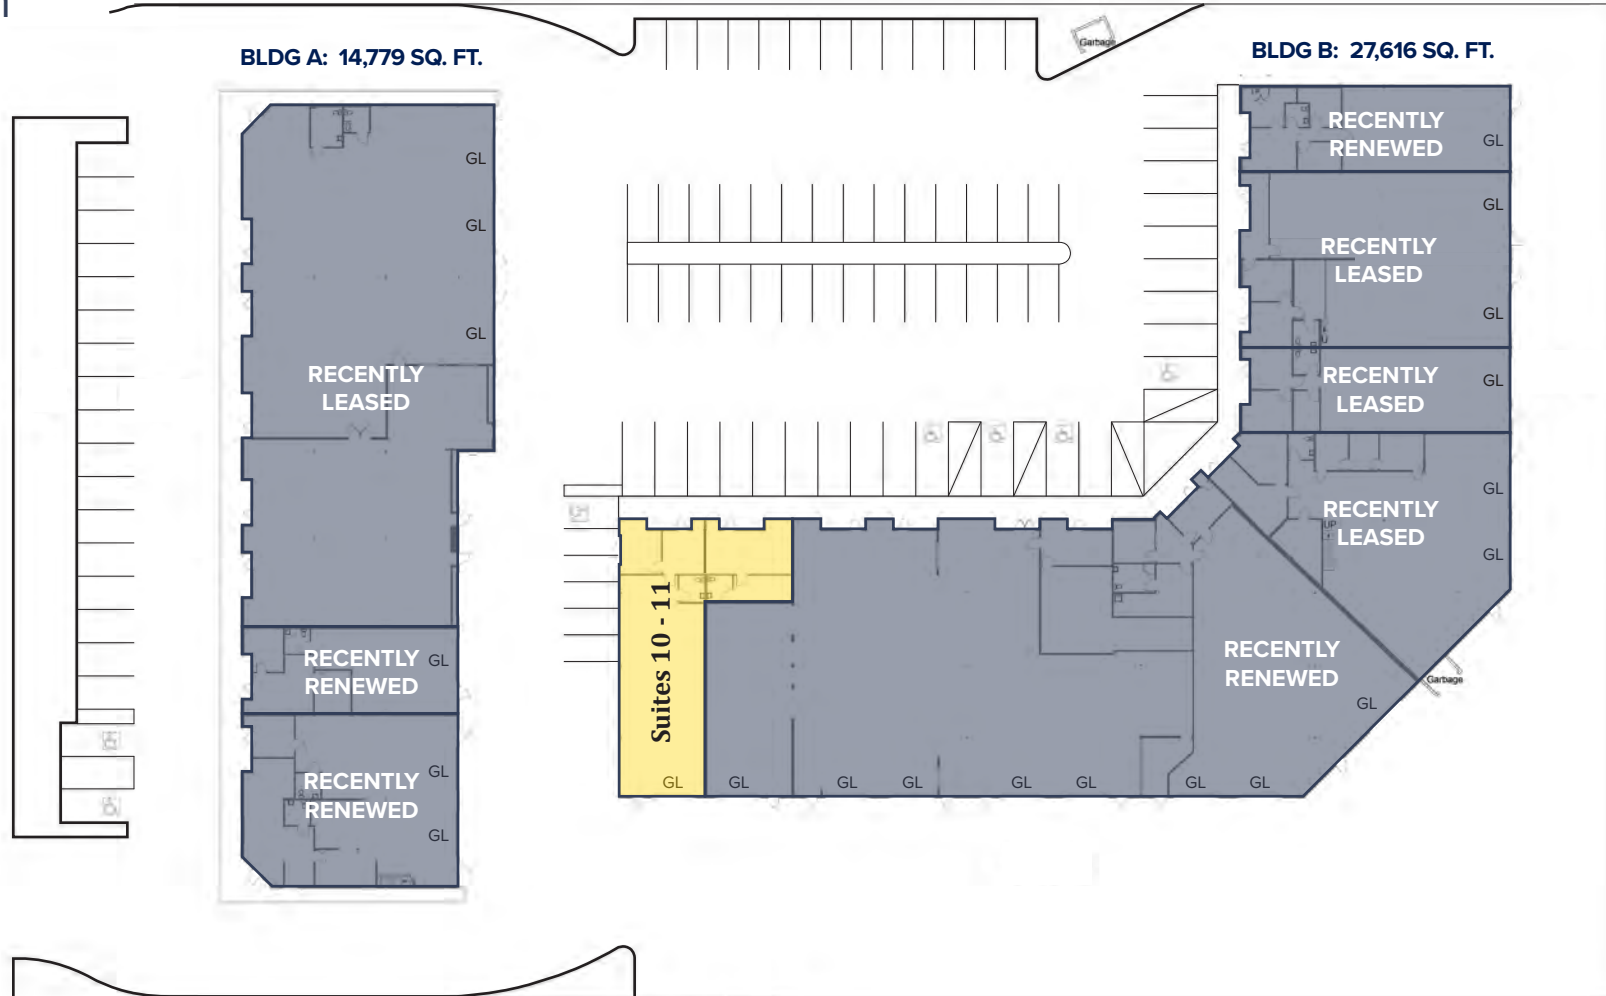 BLDG A: 14,779 SQ. FT.
Garbage
BLDG B: 27,616 SQ. FT.
GL
GL
GL
RECENTLY
LEASED
RECENTLY
RENEWED
GL
RECENTLY
RENEWED
GL
GL
RECENTLY
RENEWED
GL
GL
RECENTLY
LEASED
GL
RECENTLY
LEASED
GL
GL
RECENTLY
LEASED
UP
GL
Suites 10 - 11
RECENTLY
RENEWED
Garbage
GL
GL
GL
GL
GL
GL
GL
GL
GL